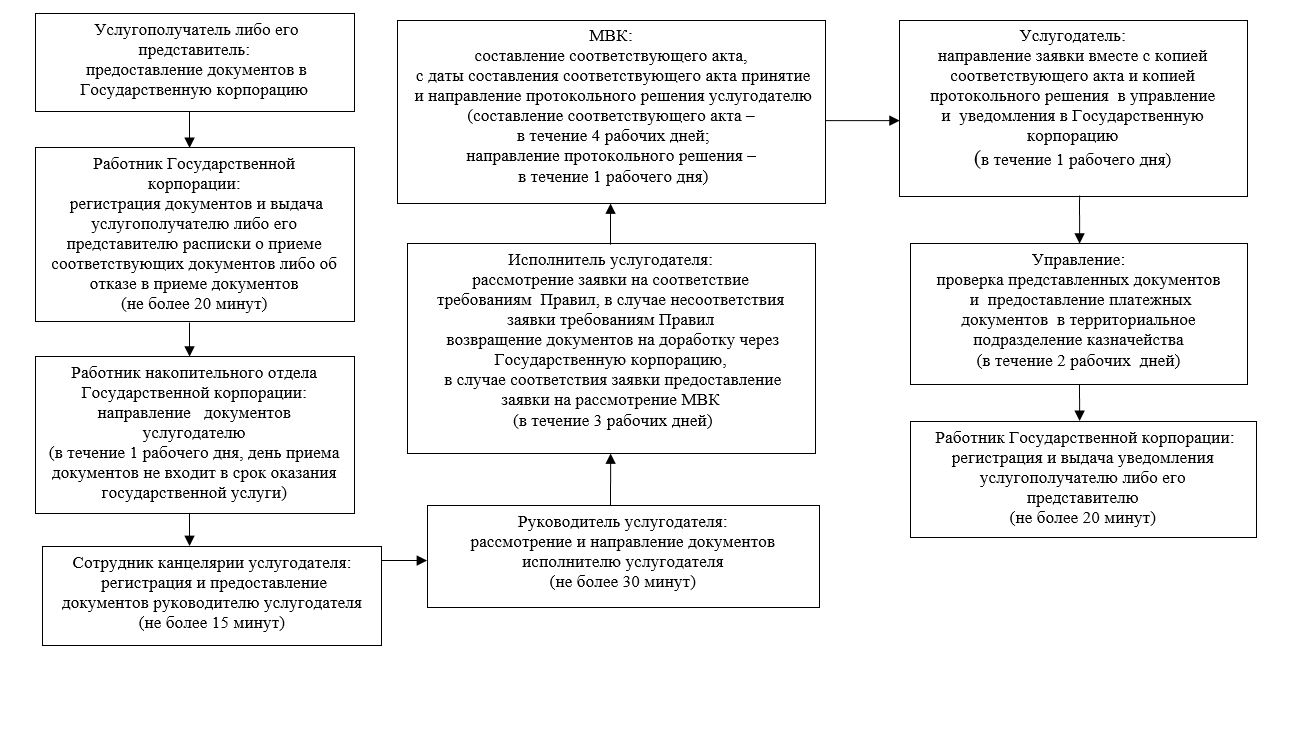 Услугополучатель либо его
представитель:
предоставление документов в
Государственную корпорацию
Работник Государственной
корпорации:
регистрация документов и выдача
услугополучателю либо его
представителю расписки о приеме
соответствующих документов либо об
отказе в приеме документов
(не более 20 минут)
Работник накопительного отдела
Государственной корпорации:
направление документов
услугодателю
(в течение 1 рабочего дня, день приема
документов не входит в срок оказания
государственной услуги)
Сотрудник канцелярии услугодателя:
регистрация и предоставление
документов руководителю услугодателя
(не более 15 минут)
Руководитель услугодателя:
рассмотрение и направление документов
исполнителю услугодателя
(не более 30 минут)
Исполнитель услугодателя:
рассмотрение заявки на соответствие
требованиям Правил, в случае несоответствия
заявки требованиям Правил
возвращение документов на доработку через
Государственную корпорацию,
в случае соответствия заявки предоставление
заявки на рассмотрение МВК
(в течение 3 рабочих дней)
МВК:
составление соответствующего акта,
с даты составления соответствующего акта принятие
и направление протокольного решения услугодателю
(составление соответствующего акта –
в течение 4 рабочих дней;
направление протокольного решения –
в течение 1 рабочего дня)
Услугодатель:
направление заявки вместе с копией
соответствующего акта и копией
протокольного решения в управление
и уведомления в Государственную
корпорацию
(в течение 1 рабочего дня)
Управление:
проверка представленных документов
и предоставление платежных
документов в территориальное
подразделение казначейства
(в течение 2 рабочих дней)
Работник Государственной корпорации:
регистрация и выдача уведомления
услугополучателю либо его
представителю
(не более 20 минут)